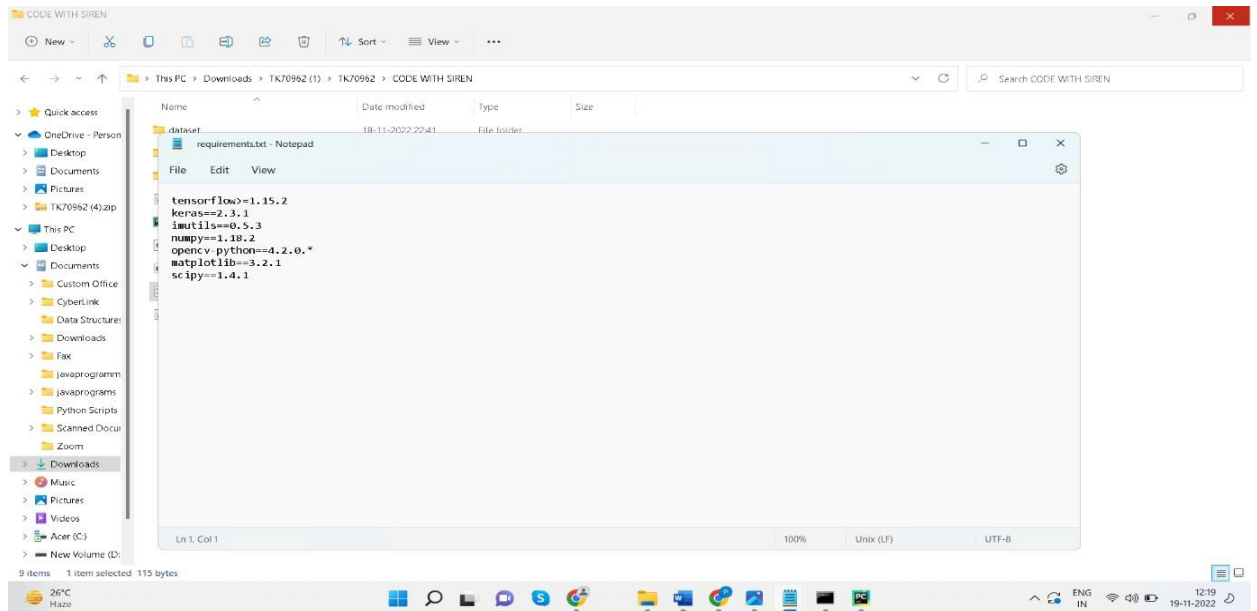 CODE WITH SIREN
New
Sort
View
This PC > Downloads > TK70962 (1) > TK70962 > CODE WITH SIREN
Search CODE WITH SIREN
Name
Date modified
Type
Size
Quick access
OneDrive - Person
Desktop
Documents
Pictures
TK70962 (4).zip
This PC
Desktop
Documents
Custom Office
CyberLink
Data Structures
Downloads
Fax
javaprogramm
javaprograms
Python Scripts
Scanned Docur
Zoom
Downloads
Music
Pictures
Videos
Acer (C:)
New Volume (D:
dataset
18-11-2022 22:41
File folder
requirements.txt - Notepad
File Edit View
tensorflow>=1.15.2
keras==2.3.1
imutils==0.5.3
numpy==1.18.2
opencv-python==4.2.0.*
matplotlib==3.2.1
scipy==1.4.1
Ln 1, Col 1
100%
Unix (LF)
UTF-8
9 items 1 item selected 115 bytes
26°C
Haze
ENG
IN
12:19
19-11-2022